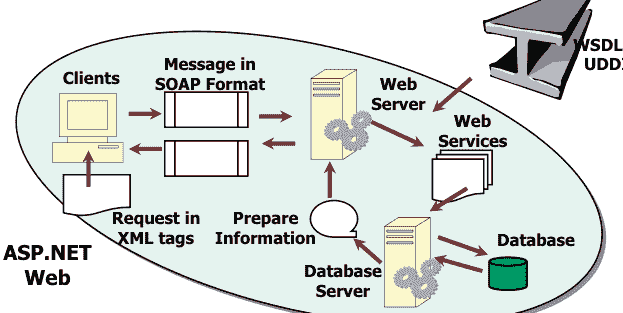 Clients
Message in
SOAP Format
Web
Server
WSDL
Web
Services
Request in
XML tags
Prepare
Information
Database
Server
Database
ASP.NET
Web